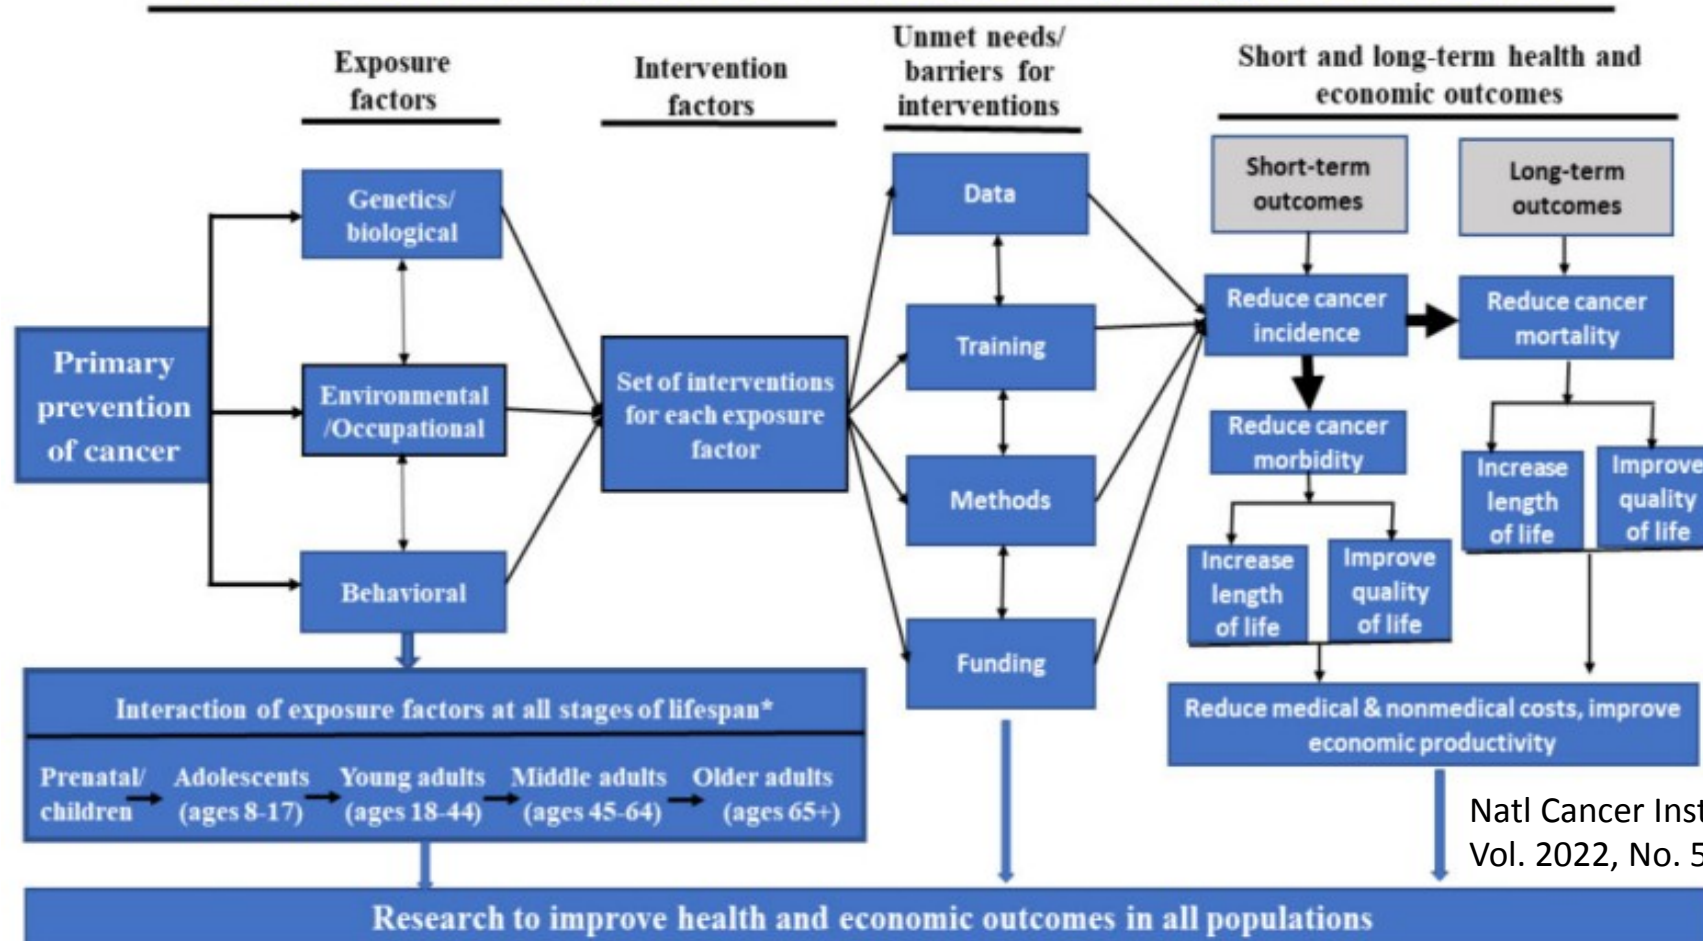 Exposure
factors
Intervention
factors
Unmet needs/
barriers for
interventions
Short and long-term health and
economic outcomes
Primary
prevention
of cancer
Genetics/
biological
Environmental
/Occupational
Behavioral
Set of interventions
for each exposure
factor
Data
Training
Methods
Funding
Short-term
outcomes
Long-term
outcomes
Reduce cancer
incidence
Reduce cancer
mortality
Reduce cancer
morbidity
Increase
length
of life
Improve
quality
of life
Increase
length
of life
Improve
quality
of life
Reduce medical & nonmedical costs, improve
economic productivity
Interaction of exposure factors at all stages of lifespan*
Prenatal/
children
Adolescents
(ages 8-17)
Young adults
(ages 18-44)
Middle adults
(ages 45-64)
Older adults
(ages 65+)
Natl Cancer Inst
Vol. 2022, No. 5
Research to improve health and economic outcomes in all populations